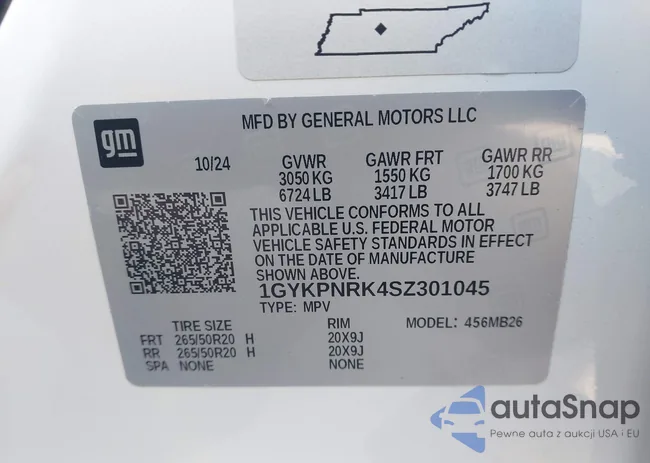 gm
MFD BY GENERAL MOTORS LLC
10/24 GVWR GAWR FRT GAWR RR
3050 KG 1550 KG 1700 KG
6724 LB 3417 LB 3747 LB
THIS VEHICLE CONFORMS TO ALL
APPLICABLE U.S. FEDERAL MOTOR
VEHICLE SAFETY STANDARDS IN EFFECT
ON THE DATE OF MANUFACTURE
SHOWN ABOVE.
1GYKPNRK4SZ301045
TYPE: MPV
TIRE SIZE RIM MODEL: 456MB26
FRT 265/50R20 H 20X9J
RR 265/50R20 H 20X9J
SPA NONE NONE
autaSnap
Pewne auta z aukcji USA i EU